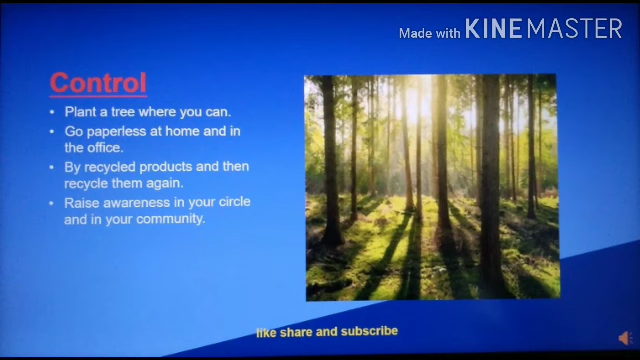 Made with KINEMASTER
Control
• Plant a tree where you can.
• Go paperless at home and in
the office.
• By recycled products and then
recycle them again.
• Raise awareness in your circle
and in your community.
like share and subscribe